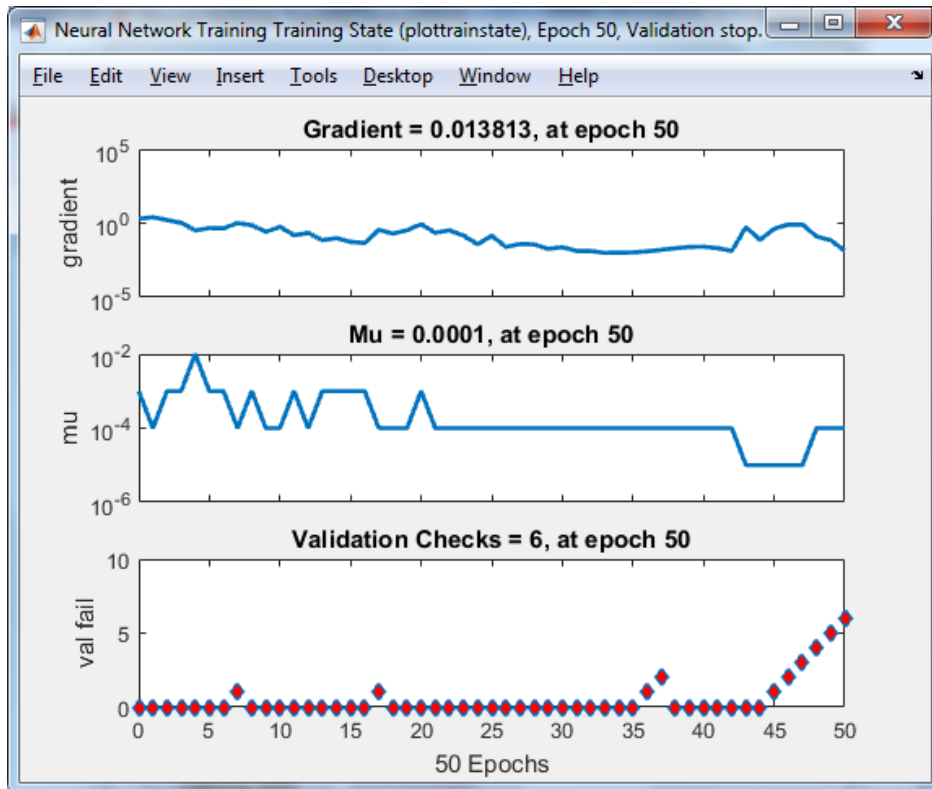 Neural Network Training Training State (plottrainstate), Epoch 50, Validation stop.
File Edit View Insert Tools Desktop Window Help
Gradient = 0.013813, at epoch 50
gradient
10^5
10^0
10^-5
Mu = 0.0001, at epoch 50
mu
10^-2
10^-4
10^-6
Validation Checks = 6, at epoch 50
val fail
10
5
0
0 5 10 15 20 25 30 35 40 45 50
50 Epochs